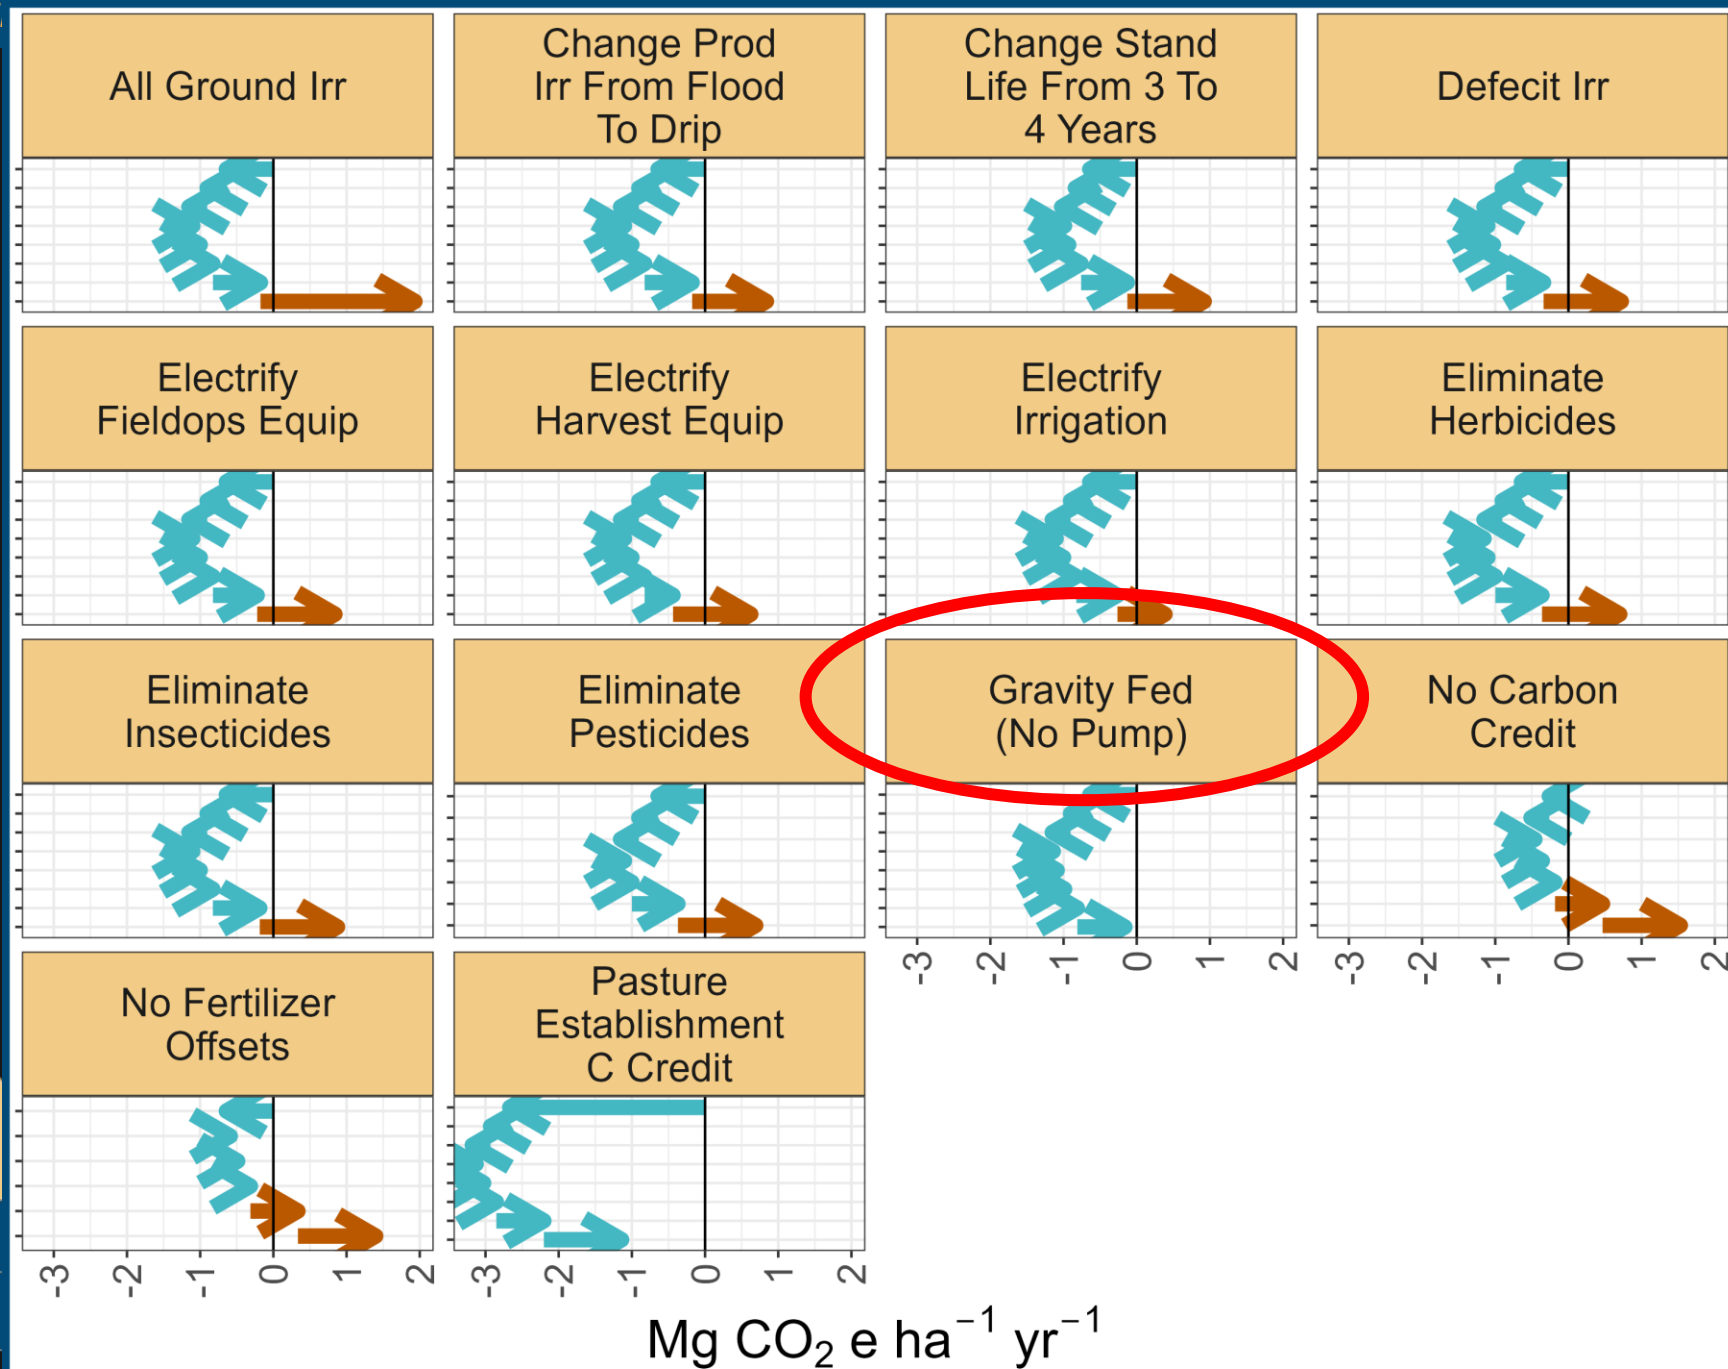 All Ground Irr
Change Prod
Irr From Flood
To Drip
Change Stand
Life From 3 To
4 Years
Defecit Irr
Electrify
Fieldops Equip
Electrify
Harvest Equip
Electrify
Irrigation
Eliminate
Herbicides
Eliminate
Insecticides
Eliminate
Pesticides
Gravity Fed
(No Pump)
No Carbon
Credit
-3 -2 -1 0 1 2
-3 -2 -1 0 1 2
No Fertilizer
Offsets
Pasture
Establishment
C Credit
-3 -2 -1 0 1 2
-3 -2 -1 0 1 2
Mg CO₂ e ha⁻¹ yr⁻¹